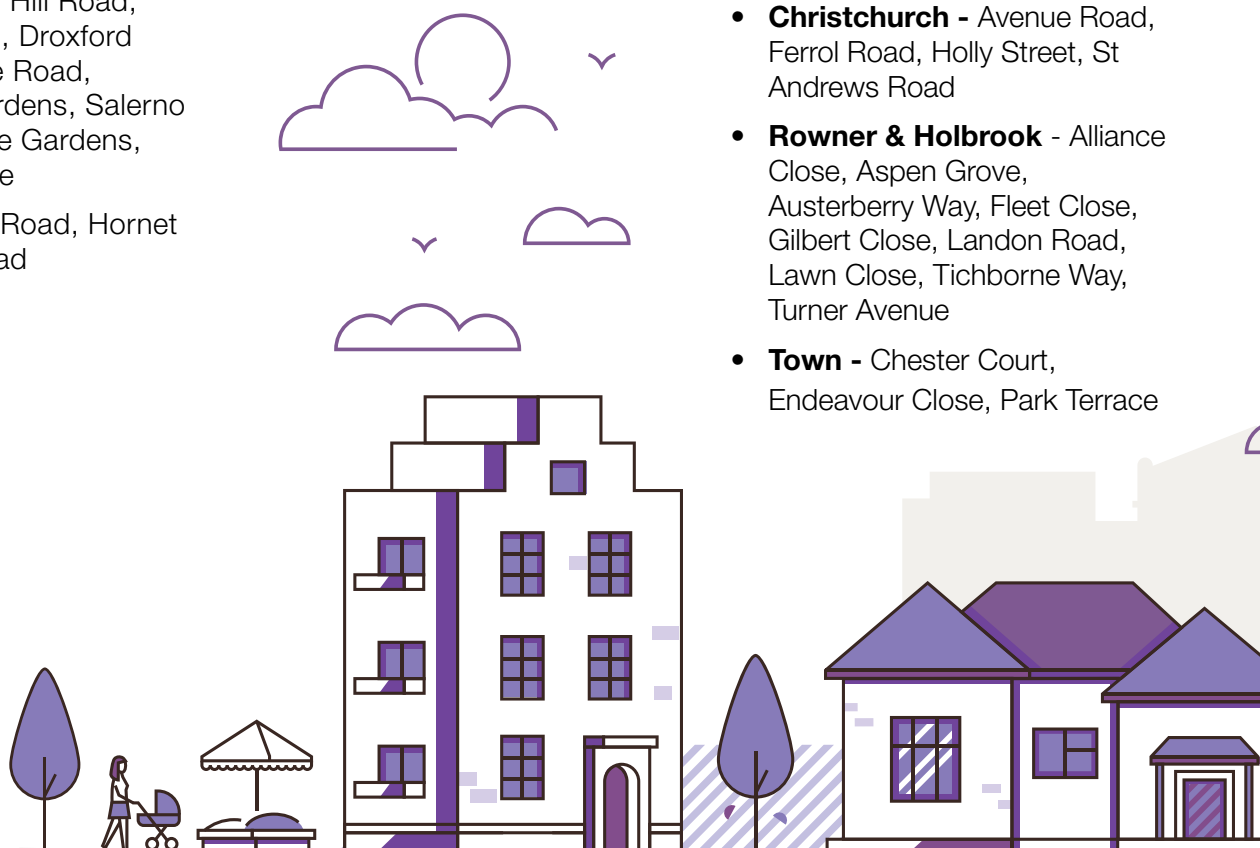 Hill Road,
, Droxford
Road,
Salerno
Gardens,
Road, Hornet
• Christchurch - Avenue Road,
Ferrol Road, Holly Street, St
Andrews Road
• Rowner & Holbrook - Alliance
Close, Aspen Grove,
Austerberry Way, Fleet Close,
Gilbert Close, Landon Road,
Lawn Close, Tichborne Way,
Turner Avenue
• Town - Chester Court,
Endeavour Close, Park Terrace